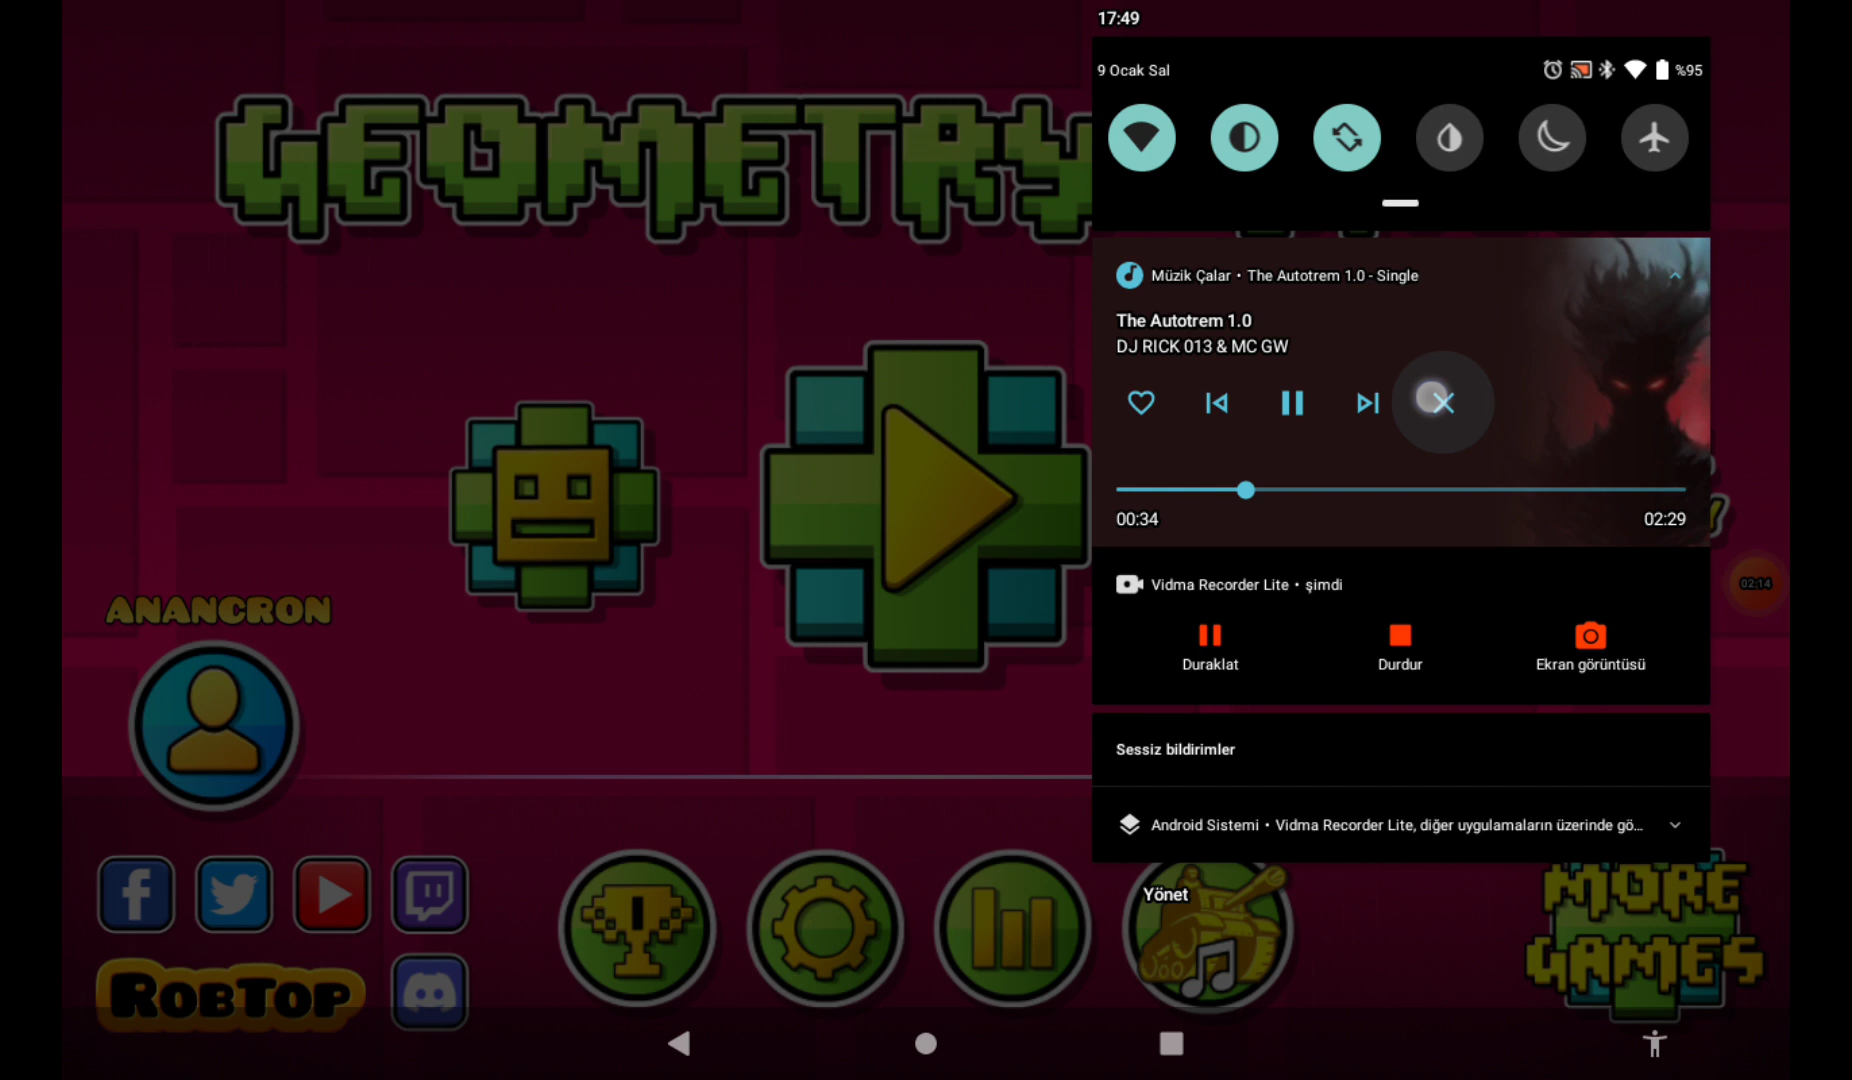 17:49
9 Ocak Sal
%95
GEOMETRY
Müzik Çalar • The Autotrem 1.0 - Single
The Autotrem 1.0
DJ RICK 013 & MC GW
00:34
02:29
Vidma Recorder Lite • şimdi
02:14
Duraklat
Durdur
Ekran görüntüsü
ANANCRON
Sessiz bildirimler
Android Sistemi • Vidma Recorder Lite, diğer uygulamaların üzerinde gö...
Yönet
MORE
GAMES
ROBTOP